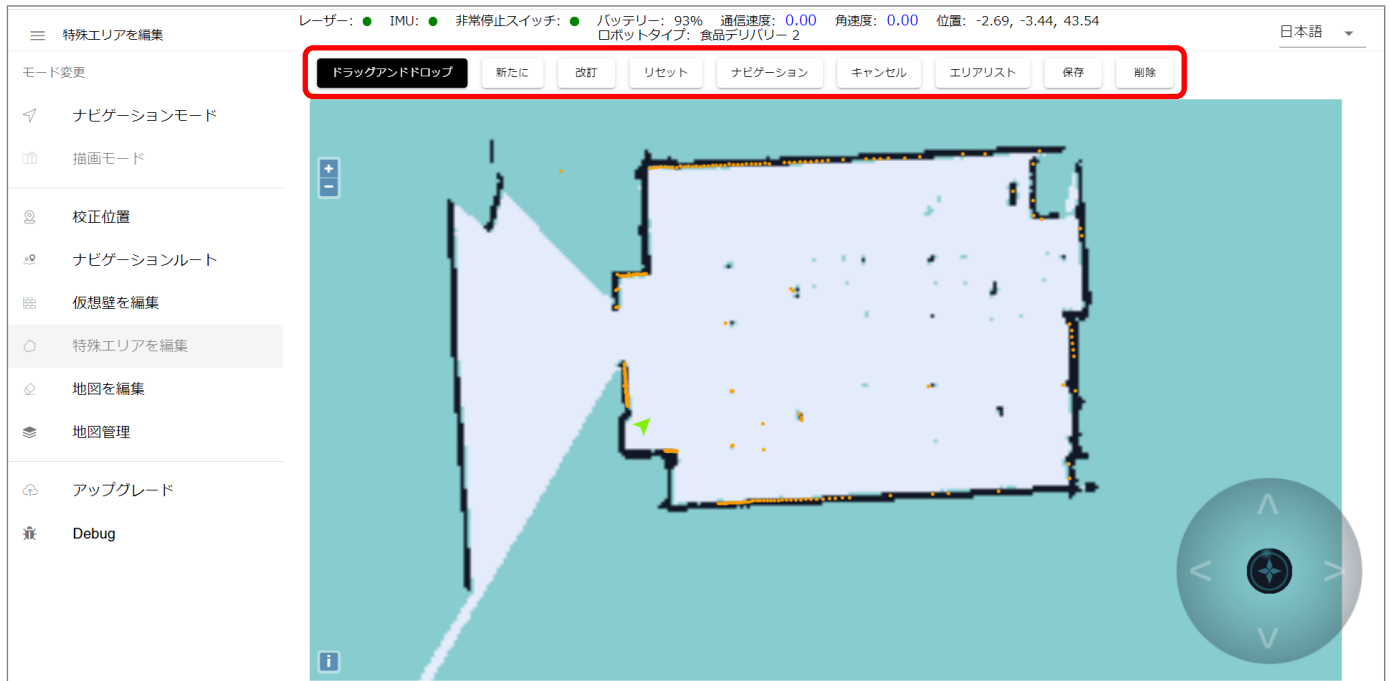 特殊エリアを編集
レーザー: ● IMU: ● 非常停止スイッチ: ● バッテリー: 93% 通信速度: 0.00 角速度: 0.00 位置: -2.69, -3.44, 43.54
ロボットタイプ: 食品デリバリー 2
日本語
モード変更
ドラッグアンドドロップ 新たに 改訂 リセット ナビゲーション キャンセル エリアリスト 保存 削除
ナビゲーションモード
描画モード
+
−
校正位置
ナビゲーションルート
仮想壁を編集
特殊エリアを編集
地図を編集
地図管理
アップグレード
Debug
i